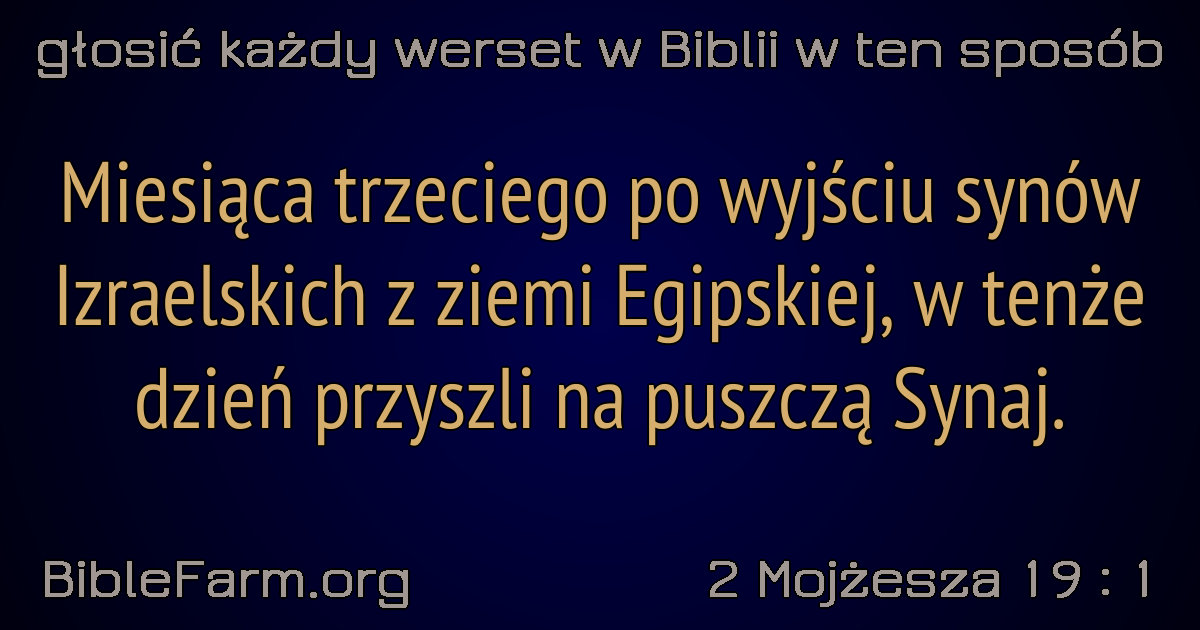 głosić każdy werset w Biblii w ten sposób
Miesiąca trzeciego po wyjściu synów
Izraelskich z ziemi Egipskiej, w tenże
dzień przyszli na puszczą Synaj.
BibleFarm.org
2 Mojżesza 19 : 1